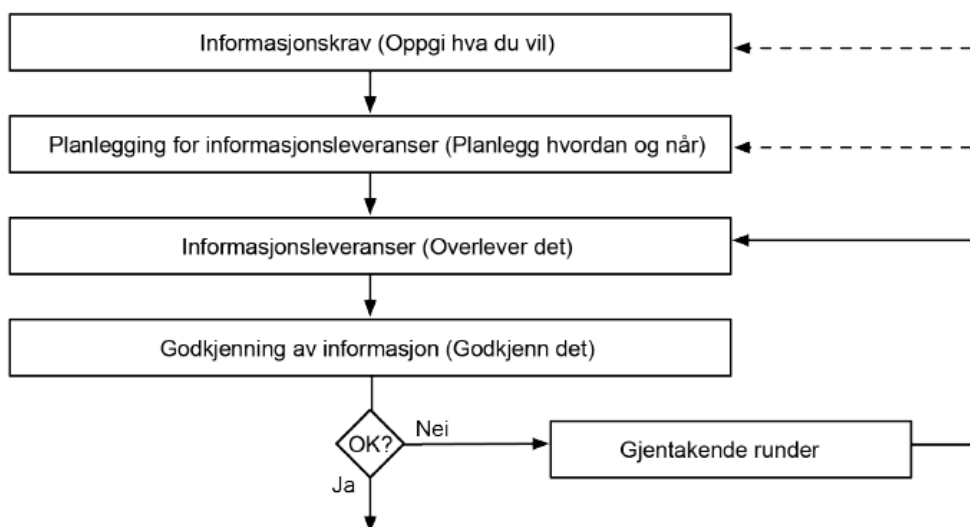 Informasjonskrav (Oppgi hva du vil)
Planlegging for informasjonsleveranser (Planlegg hvordan og når)
Informasjonsleveranser (Overlever det)
Godkjenning av informasjon (Godkjenn det)
OK?
Nei
Gjentakende runder
Ja